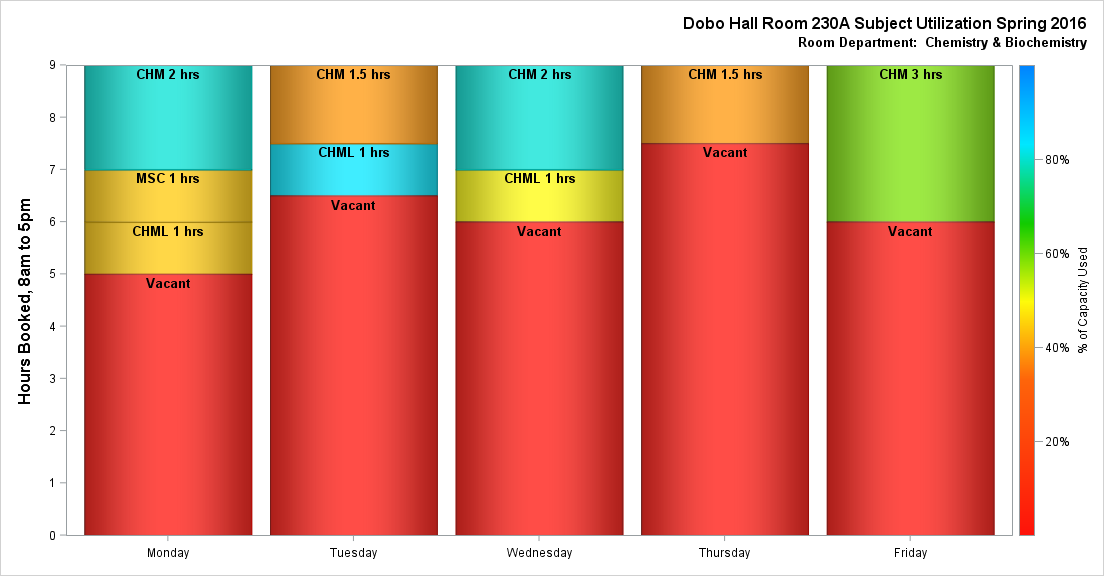 Dobo Hall Room 230A Subject Utilization Spring 2016
Room Department:  Chemistry & Biochemistry
Hours Booked, 8am to 5pm
9
8
7
6
5
4
3
2
1
0
CHM 2 hrs
MSC 1 hrs
CHML 1 hrs
Vacant
CHM 1.5 hrs
CHML 1 hrs
Vacant
CHM 2 hrs
CHML 1 hrs
Vacant
CHM 1.5 hrs
Vacant
CHM 3 hrs
Vacant
Monday
Tuesday
Wednesday
Thursday
Friday
80%
60%
40%
20%
% of Capacity Used